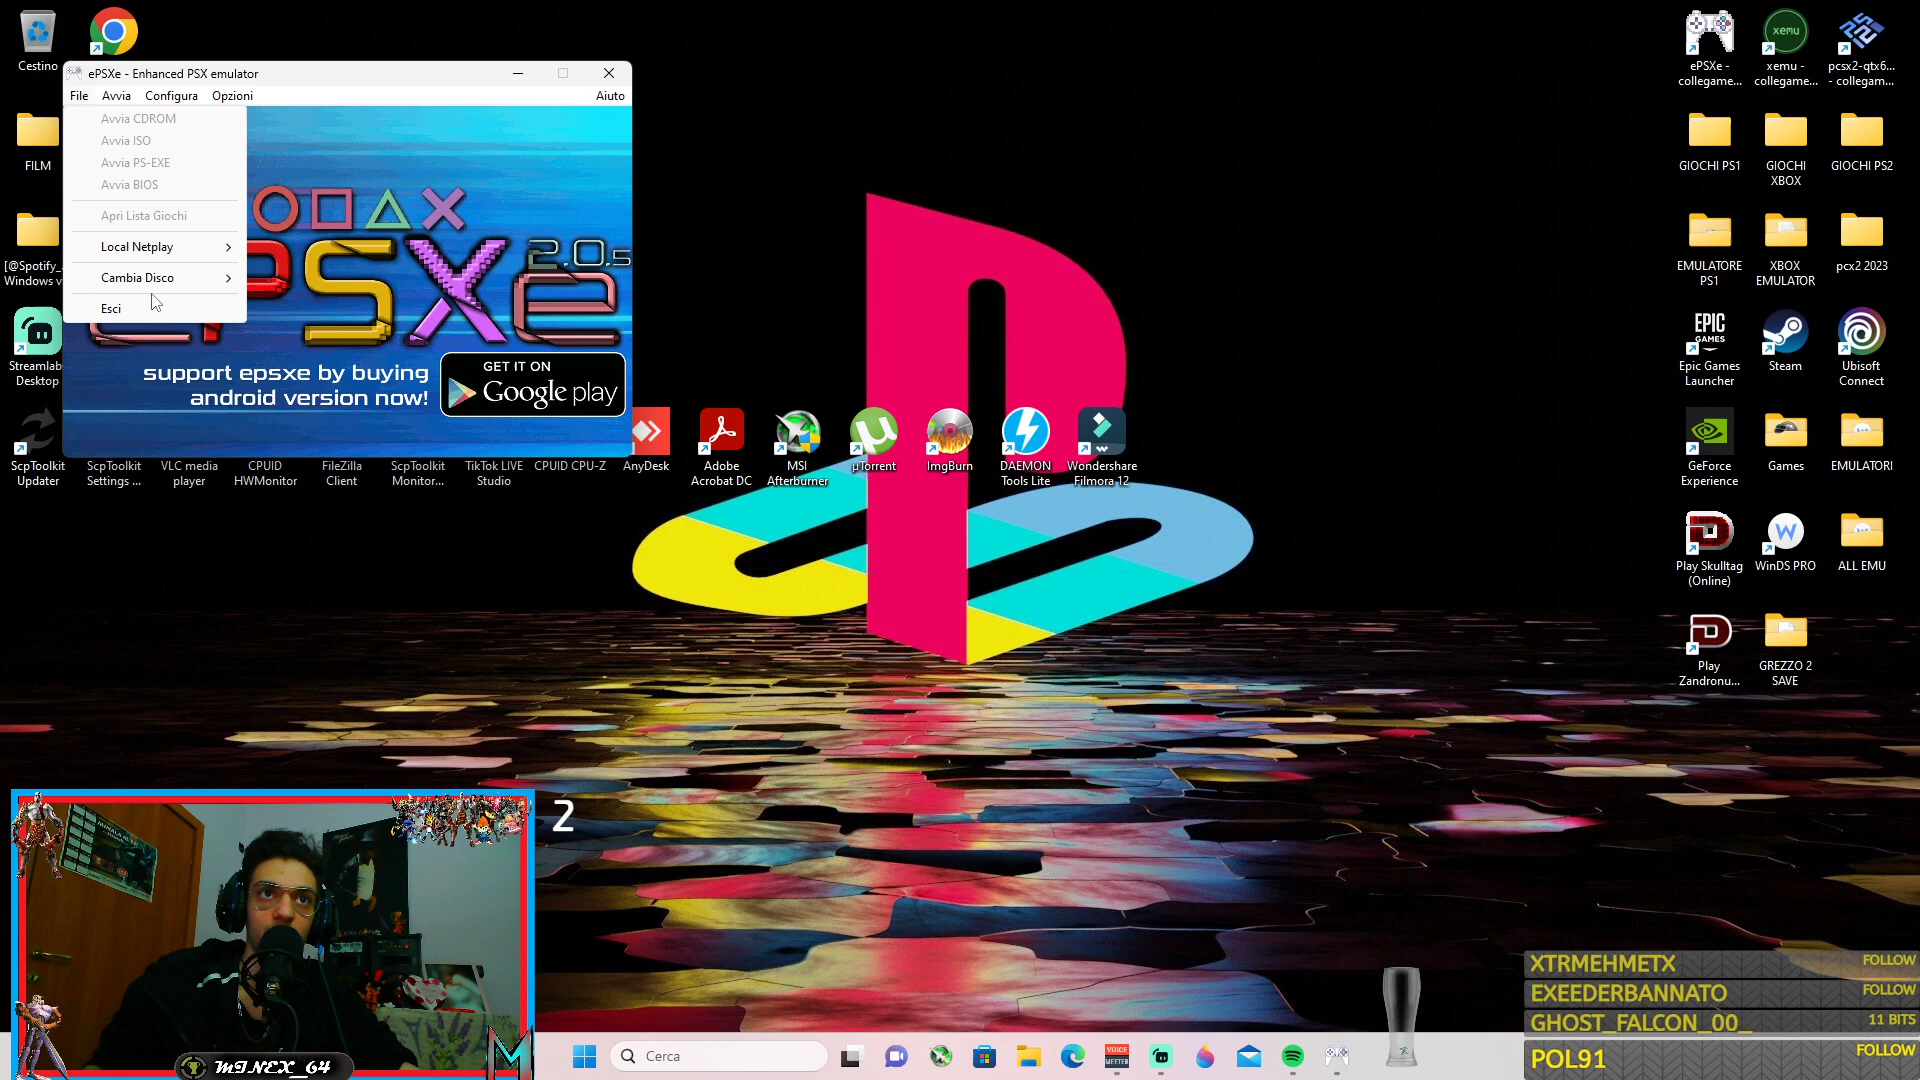 Cestino
ePSXe - Enhanced PSX emulator
File Avvia Configura Opzioni Aiuto
Avvia CDROM
Avvia ISO
Avvia PS-EXE
Avvia BIOS
Apri Lista Giochi
Local Netplay
Cambia Disco
Esci
ePSXe
2.0.5
support epsxe by buying
android version now!
GET IT ON
Google play
FILM
[@Spotify_
Windows v
Streamlab
Desktop
ScpToolkit
Updater
ScpToolkit
Settings ...
VLC media
player
CPUID
HWMonitor
FileZilla
Client
ScpToolkit
Monitor...
TikTok LIVE
Studio
CPUID CPU-Z
AnyDesk
Adobe
Acrobat DC
MSI
Afterburner
µTorrent
ImgBurn
DAEMON
Tools Lite
Wondershare
Filmora 12
ePSXe -
collegame...
xemu
xemu -
collegame...
pcsx2-qtx6...
- collegam...
GIOCHI PS1
GIOCHI
XBOX
GIOCHI PS2
EMULATORE
PS1
XBOX
EMULATOR
pcx2 2023
EPIC
GAMES
Epic Games
Launcher
Steam
Ubisoft
Connect
GeForce
Experience
Games
EMULATORI
Play Skulltag
(Online)
W
WinDS PRO
ALL EMU
Play
Zandronu...
GREZZO 2
SAVE
2
MINEX_64
Cerca
VOICE
MEETER
XTRMEHMETX FOLLOW
EXEEDERBANNATO FOLLOW
GHOST_FALCON_00_ 11 BITS
POL91 FOLLOW